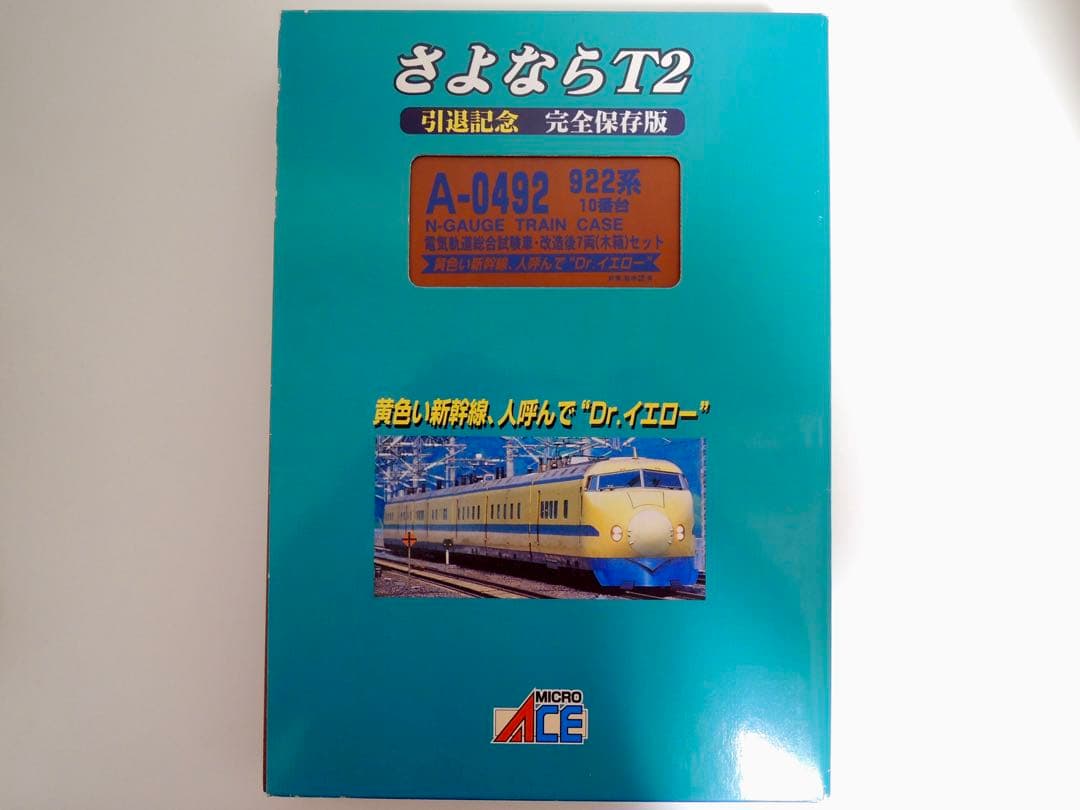 さよならT2
引退記念 完全保存版
A-0492 922系
10番台
N-GAUGE TRAIN CASE
電気軌道総合試験車・改造後7両(木箱)セット
黄色い新幹線、人呼んで“Dr.イエロー”
黄色い新幹線、人呼んで“Dr.イエロー”
MICRO
ACE